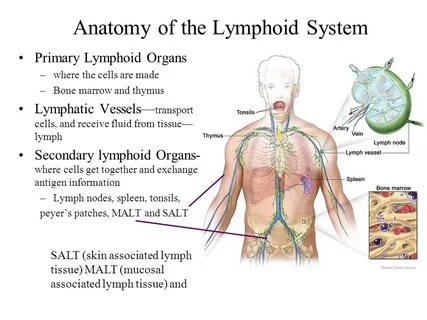 Anatomy of the Lymphoid System
• Primary Lymphoid Organs
– where the cells are made
– Bone marrow and thymus
• Lymphatic Vessels—transport
cells, and receive fluid from tissue—
lymph
• Secondary lymphoid Organs-
where cells get together and exchange
antigen information
– Lymph nodes, spleen, tonsils,
peyer's patches, MALT and SALT
SALT (skin associated lymph
tissue) MALT (mucosal
associated lymph tissue) and
Tonsils
Thymus
Artery
Vein
Lymph node
Lymph vessel
Spleen
Bone marrow